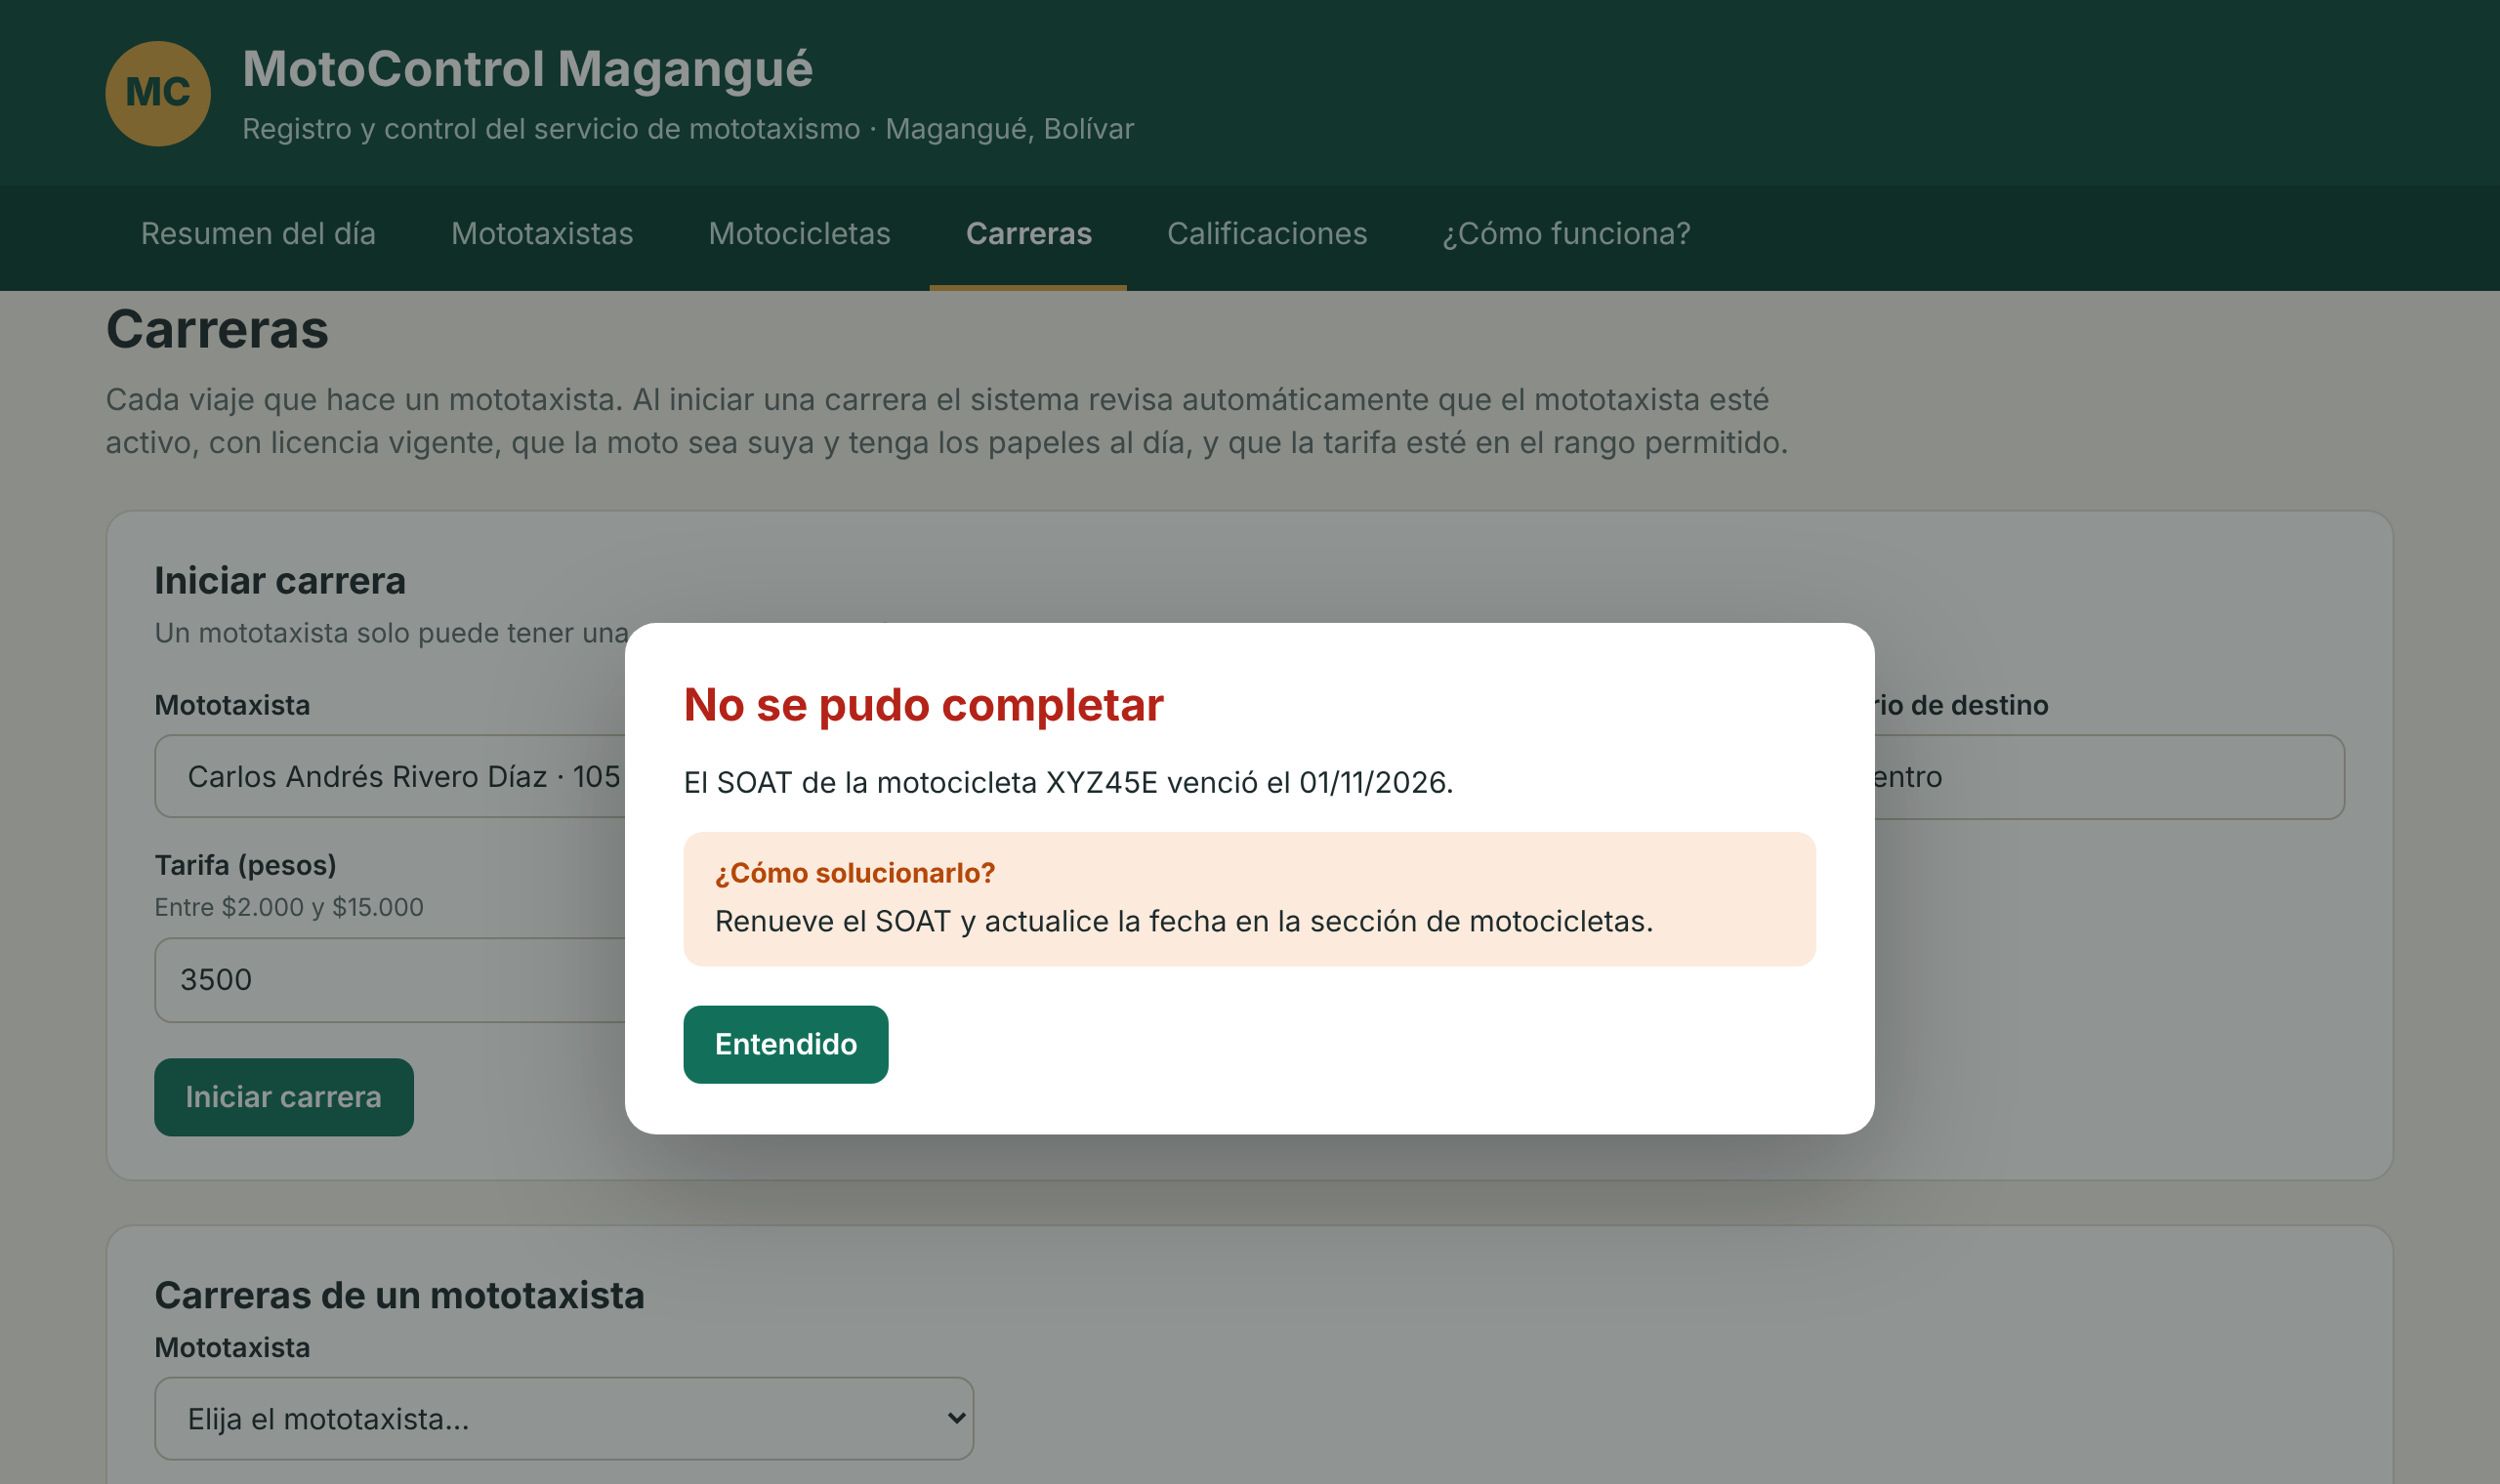 MC
MotoControl Magangué
Registro y control del servicio de mototaxismo · Magangué, Bolívar
Resumen del día Mototaxistas Motocicletas Carreras Calificaciones ¿Cómo funciona?
Carreras
Cada viaje que hace un mototaxista. Al iniciar una carrera el sistema revisa automáticamente que el mototaxista esté
activo, con licencia vigente, que la moto sea suya y tenga los papeles al día, y que la tarifa esté en el rango permitido.
Iniciar carrera
Un mototaxista solo puede tener una
Mototaxista
Carlos Andrés Rivero Díaz · 105
rio de destino
entro
Tarifa (pesos)
Entre $2.000 y $15.000
3500
Iniciar carrera
No se pudo completar
El SOAT de la motocicleta XYZ45E venció el 01/11/2026.
¿Cómo solucionarlo?
Renueve el SOAT y actualice la fecha en la sección de motocicletas.
Entendido
Carreras de un mototaxista
Mototaxista
Elija el mototaxista...